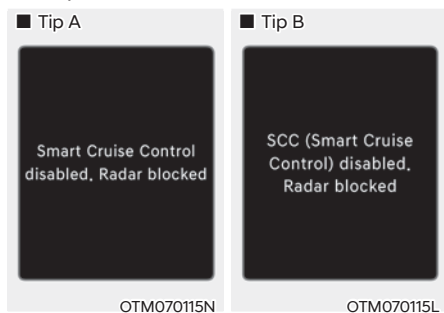 ■ Tip A
Smart Cruise Control
disabled. Radar blocked
OTM070115N
■ Tip B
SCC (Smart Cruise
Control) disabled.
Radar blocked
OTM070115L